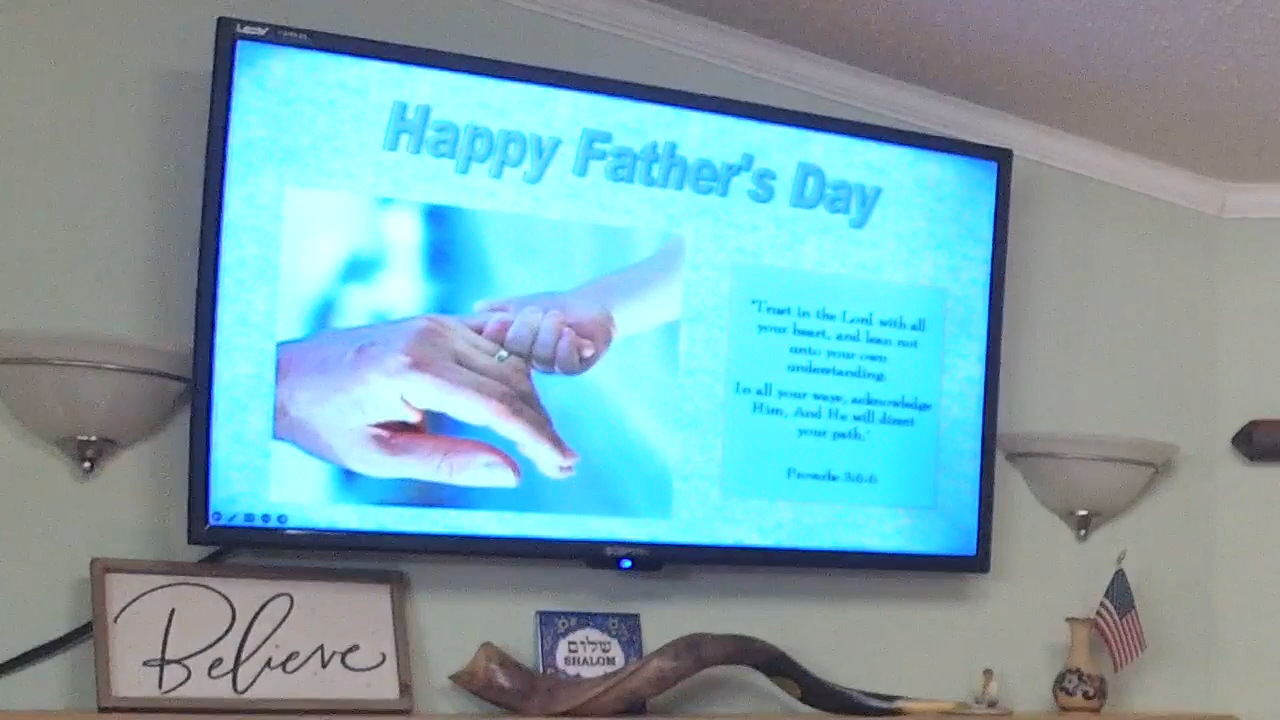 Happy Father's Day
"Trust in the Lord with all
your heart, and lean not
unto your own
understanding.
In all your ways, acknowledge
Him, And He will direct
your path."
Proverbs 3:5-6
Believe
שלום
SHALOM